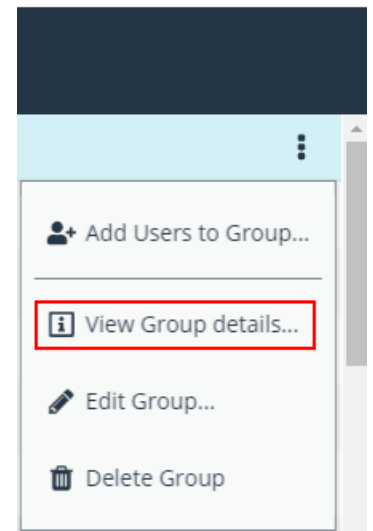 Add Users to Group...
View Group details...
Edit Group...
Delete Group